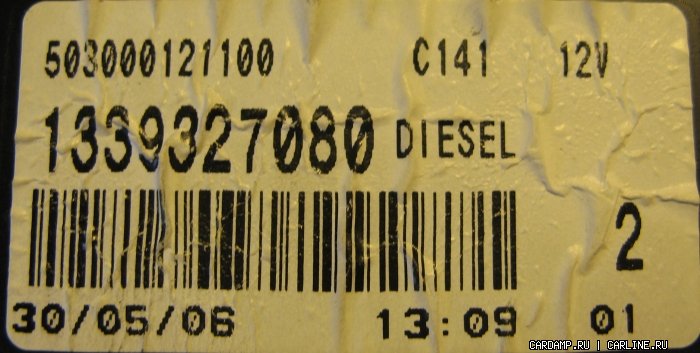 503000121100 C141 12V
1339327080 DIESEL
2
30/05/06 13:09 01
CARDAMP.RU | CARLINE.RU